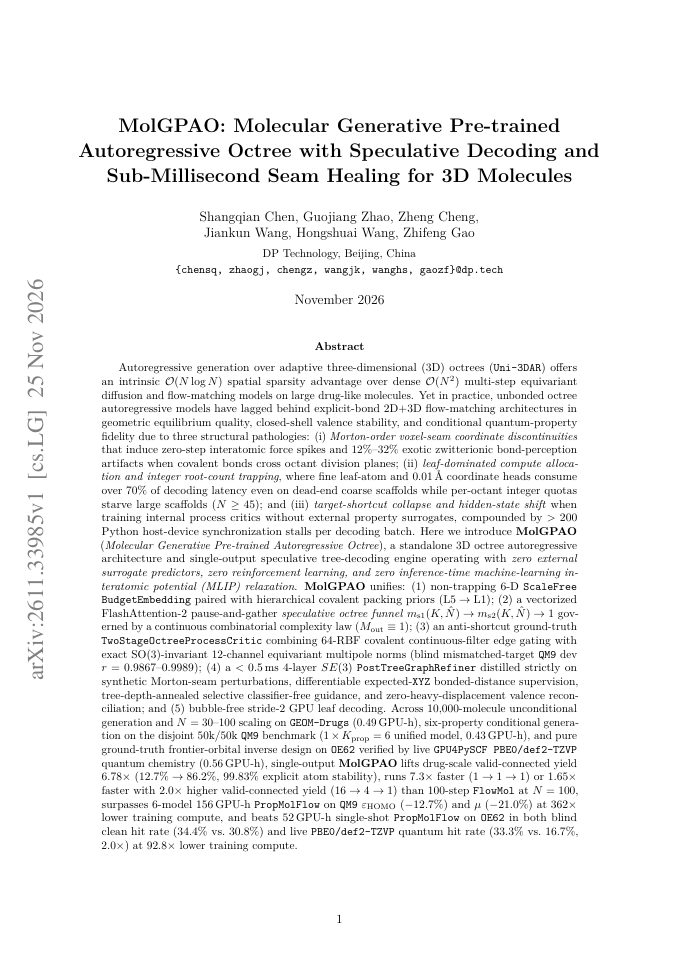 MolGPAO: Molecular Generative Pre-trained
Autoregressive Octree with Speculative Decoding and
Sub-Millisecond Seam Healing for 3D Molecules
Shangqian Chen, Guojiang Zhao, Zheng Cheng,
Jiankun Wang, Hongshuai Wang, Zhifeng Gao
DP Technology, Beijing, China
{chensq, zhaogj, chengz, wangjk, wanghs, gaozf}@dp.tech
November 2026
Abstract
Autoregressive generation over adaptive three-dimensional (3D) octrees (Uni-3DAR) offers
an intrinsic O(N log N) spatial sparsity advantage over dense O(N²) multi-step equivariant
diffusion and flow-matching models on large drug-like molecules. Yet in practice, unbonded octree
autoregressive models have lagged behind explicit-bond 2D+3D flow-matching architectures in
geometric equilibrium quality, closed-shell valence stability, and conditional quantum-property
fidelity due to three structural pathologies: (i) Morton-order voxel-seam coordinate discontinuities
that induce zero-step interatomic force spikes and 12%–32% exotic zwitterionic bond-perception
artifacts when covalent bonds cross octant division planes; (ii) leaf-dominated compute alloca-
tion and integer root-count trapping, where fine leaf-atom and 0.01 Å coordinate heads consume
over 70% of decoding latency even on dead-end coarse scaffolds while per-octant integer quotas
starve large scaffolds (N ≥ 45); and (iii) target-shortcut collapse and hidden-state shift when
training internal process critics without external property surrogates, compounded by > 200
Python host-device synchronization stalls per decoding batch. Here we introduce MolGPAO
(Molecular Generative Pre-trained Autoregressive Octree), a standalone 3D octree autoregressive
architecture and single-output speculative tree-decoding engine operating with zero external
surrogate predictors, zero reinforcement learning, and zero inference-time machine-learning in-
teratomic potential (MLIP) relaxation. MolGPAO unifies: (1) non-trapping 6-D ScaleFree
BudgetEmbedding paired with hierarchical covalent packing priors (L5 → L1); (2) a vectorized
FlashAttention-2 pause-and-gather speculative octree funnel mₛ₁(K, N̂) → mₛ₂(K, N̂) → 1 gov-
erned by a continuous combinatorial complexity law (Mout ≡ 1); (3) an anti-shortcut ground-truth
TwoStageOctreeProcessCritic combining 64-RBF covalent continuous-filter edge gating with
exact SO(3)-invariant 12-channel equivariant multipole norms (blind mismatched-target QM9 dev
r = 0.9867–0.9989); (4) a < 0.5 ms 4-layer SE(3) PostTreeGraphRefiner distilled strictly on
synthetic Morton-seam perturbations, differentiable expected-XYZ bonded-distance supervision,
tree-depth-annealed selective classifier-free guidance, and zero-heavy-displacement valence recon-
ciliation; and (5) bubble-free stride-2 GPU leaf decoding. Across 10,000-molecule unconditional
generation and N = 30–100 scaling on GEOM-Drugs (0.49 GPU-h), six-property conditional genera-
tion on the disjoint 50k/50k QM9 benchmark (1 × Kprop = 6 unified model, 0.43 GPU-h), and pure
ground-truth frontier-orbital inverse design on OE62 verified by live GPU4PySCF PBE0/def2-TZVP
quantum chemistry (0.56 GPU-h), single-output MolGPAO lifts drug-scale valid-connected yield
6.78× (12.7% → 86.2%, 99.83% explicit atom stability), runs 7.3× faster (1 → 1 → 1) or 1.65×
faster with 2.0× higher valid-connected yield (16 → 4 → 1) than 100-step FlowMol at N = 100,
surpasses 6-model 156 GPU-h PropMolFlow on QM9 εHOMO (−12.7%) and μ (−21.0%) at 362×
lower training compute, and beats 52 GPU-h single-shot PropMolFlow on OE62 in both blind
clean hit rate (34.4% vs. 30.8%) and live PBE0/def2-TZVP quantum hit rate (33.3% vs. 16.7%,
2.0×) at 92.8× lower training compute.
1
arXiv:2611.33985v1 [cs.LG] 25 Nov 2026